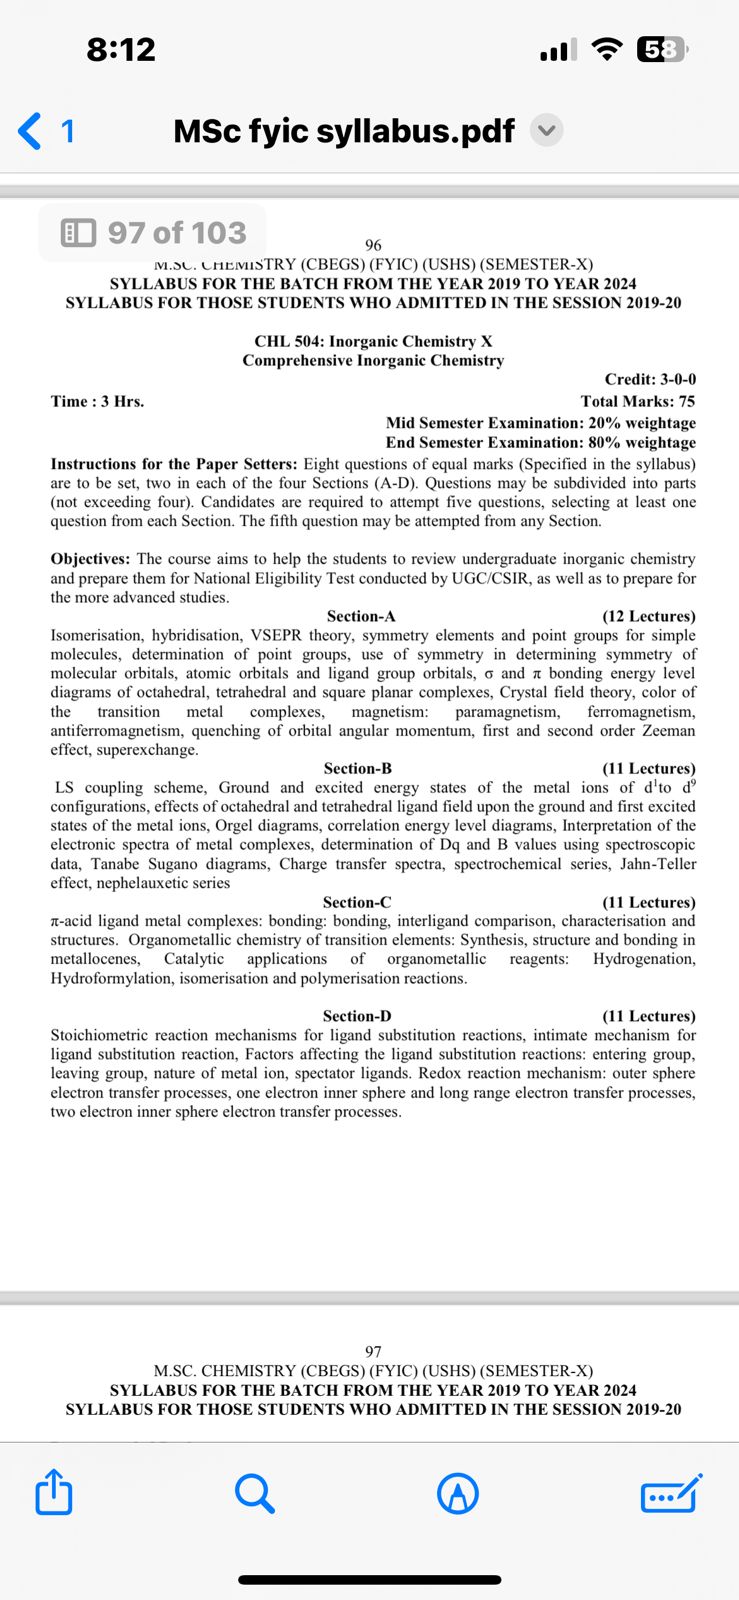 8:12
58
1
MSc fyic syllabus.pdf
97 of 103
96
M.SC. CHEMISTRY (CBEGS) (FYIC) (USHS) (SEMESTER-X)
SYLLABUS FOR THE BATCH FROM THE YEAR 2019 TO YEAR 2024
SYLLABUS FOR THOSE STUDENTS WHO ADMITTED IN THE SESSION 2019-20
CHL 504: Inorganic Chemistry X
Comprehensive Inorganic Chemistry
Credit: 3-0-0
Time : 3 Hrs. Total Marks: 75
Mid Semester Examination: 20% weightage
End Semester Examination: 80% weightage
Instructions for the Paper Setters: Eight questions of equal marks (Specified in the syllabus)
are to be set, two in each of the four Sections (A-D). Questions may be subdivided into parts
(not exceeding four). Candidates are required to attempt five questions, selecting at least one
question from each Section. The fifth question may be attempted from any Section.
Objectives: The course aims to help the students to review undergraduate inorganic chemistry
and prepare them for National Eligibility Test conducted by UGC/CSIR, as well as to prepare for
the more advanced studies.
Section-A (12 Lectures)
Isomerisation, hybridisation, VSEPR theory, symmetry elements and point groups for simple
molecules, determination of point groups, use of symmetry in determining symmetry of
molecular orbitals, atomic orbitals and ligand group orbitals, σ and π bonding energy level
diagrams of octahedral, tetrahedral and square planar complexes, Crystal field theory, color of
the transition metal complexes, magnetism: paramagnetism, ferromagnetism,
antiferromagnetism, quenching of orbital angular momentum, first and second order Zeeman
effect, superexchange.
Section-B (11 Lectures)
LS coupling scheme, Ground and excited energy states of the metal ions of d¹to d⁹
configurations, effects of octahedral and tetrahedral ligand field upon the ground and first excited
states of the metal ions, Orgel diagrams, correlation energy level diagrams, Interpretation of the
electronic spectra of metal complexes, determination of Dq and B values using spectroscopic
data, Tanabe Sugano diagrams, Charge transfer spectra, spectrochemical series, Jahn-Teller
effect, nephelauxetic series
Section-C (11 Lectures)
π-acid ligand metal complexes: bonding: bonding, interligand comparison, characterisation and
structures. Organometallic chemistry of transition elements: Synthesis, structure and bonding in
metallocenes, Catalytic applications of organometallic reagents: Hydrogenation,
Hydroformylation, isomerisation and polymerisation reactions.
Section-D (11 Lectures)
Stoichiometric reaction mechanisms for ligand substitution reactions, intimate mechanism for
ligand substitution reaction, Factors affecting the ligand substitution reactions: entering group,
leaving group, nature of metal ion, spectator ligands. Redox reaction mechanism: outer sphere
electron transfer processes, one electron inner sphere and long range electron transfer processes,
two electron inner sphere electron transfer processes.
97
M.SC. CHEMISTRY (CBEGS) (FYIC) (USHS) (SEMESTER-X)
SYLLABUS FOR THE BATCH FROM THE YEAR 2019 TO YEAR 2024
SYLLABUS FOR THOSE STUDENTS WHO ADMITTED IN THE SESSION 2019-20